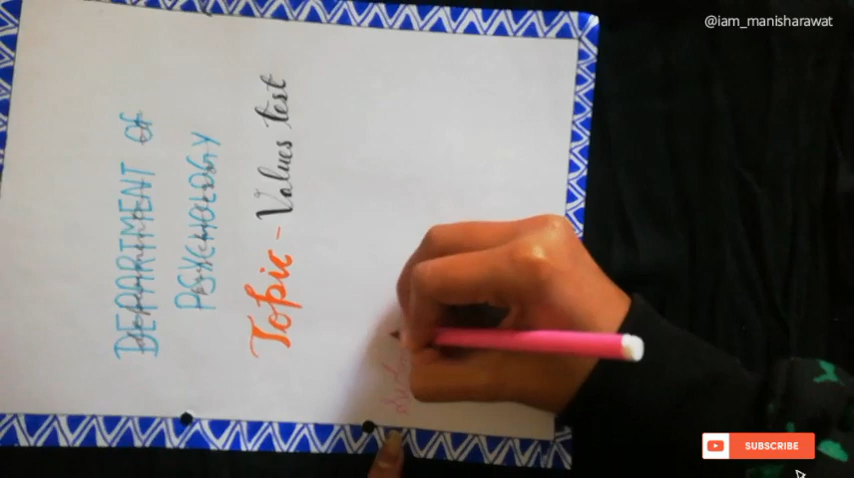 @iam_manisharawat
DEPARTMENT Of
PSYCHOLOGY
Topic - Values test
SUBSCRIBE